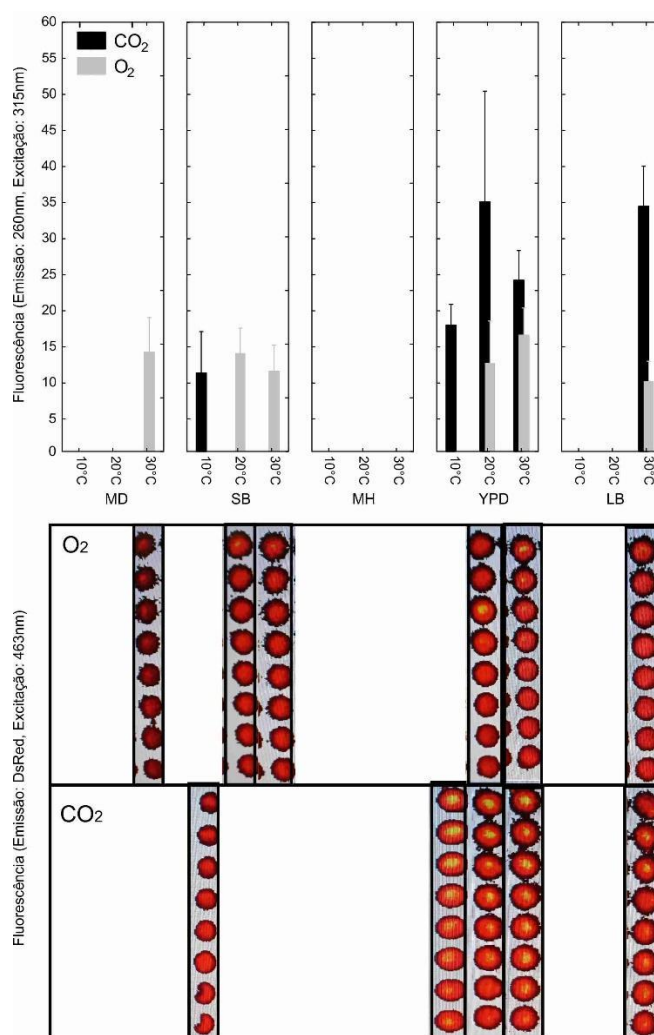 Fluorescência (Emissão: 260nm, Excitação: 315nm)
60
55
50
45
40
35
30
25
20
15
10
5
0
CO₂
O₂
10°C
20°C
30°C
MD
10°C
20°C
30°C
SB
10°C
20°C
30°C
MH
10°C
20°C
30°C
YPD
10°C
20°C
30°C
LB
Fluorescência (Emissão: DsRed, Excitação: 463nm)
O₂
CO₂